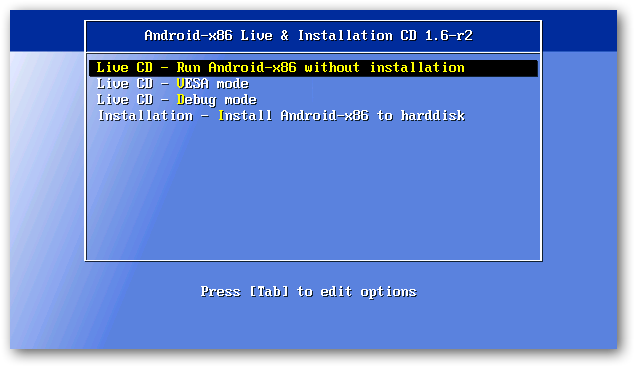 Android-x86 Live & Installation CD 1.6-r2
Live CD - Run Android-x86 without installation
Live CD - VESA mode
Live CD - Debug mode
Installation - Install Android-x86 to harddisk
Press [Tab] to edit options